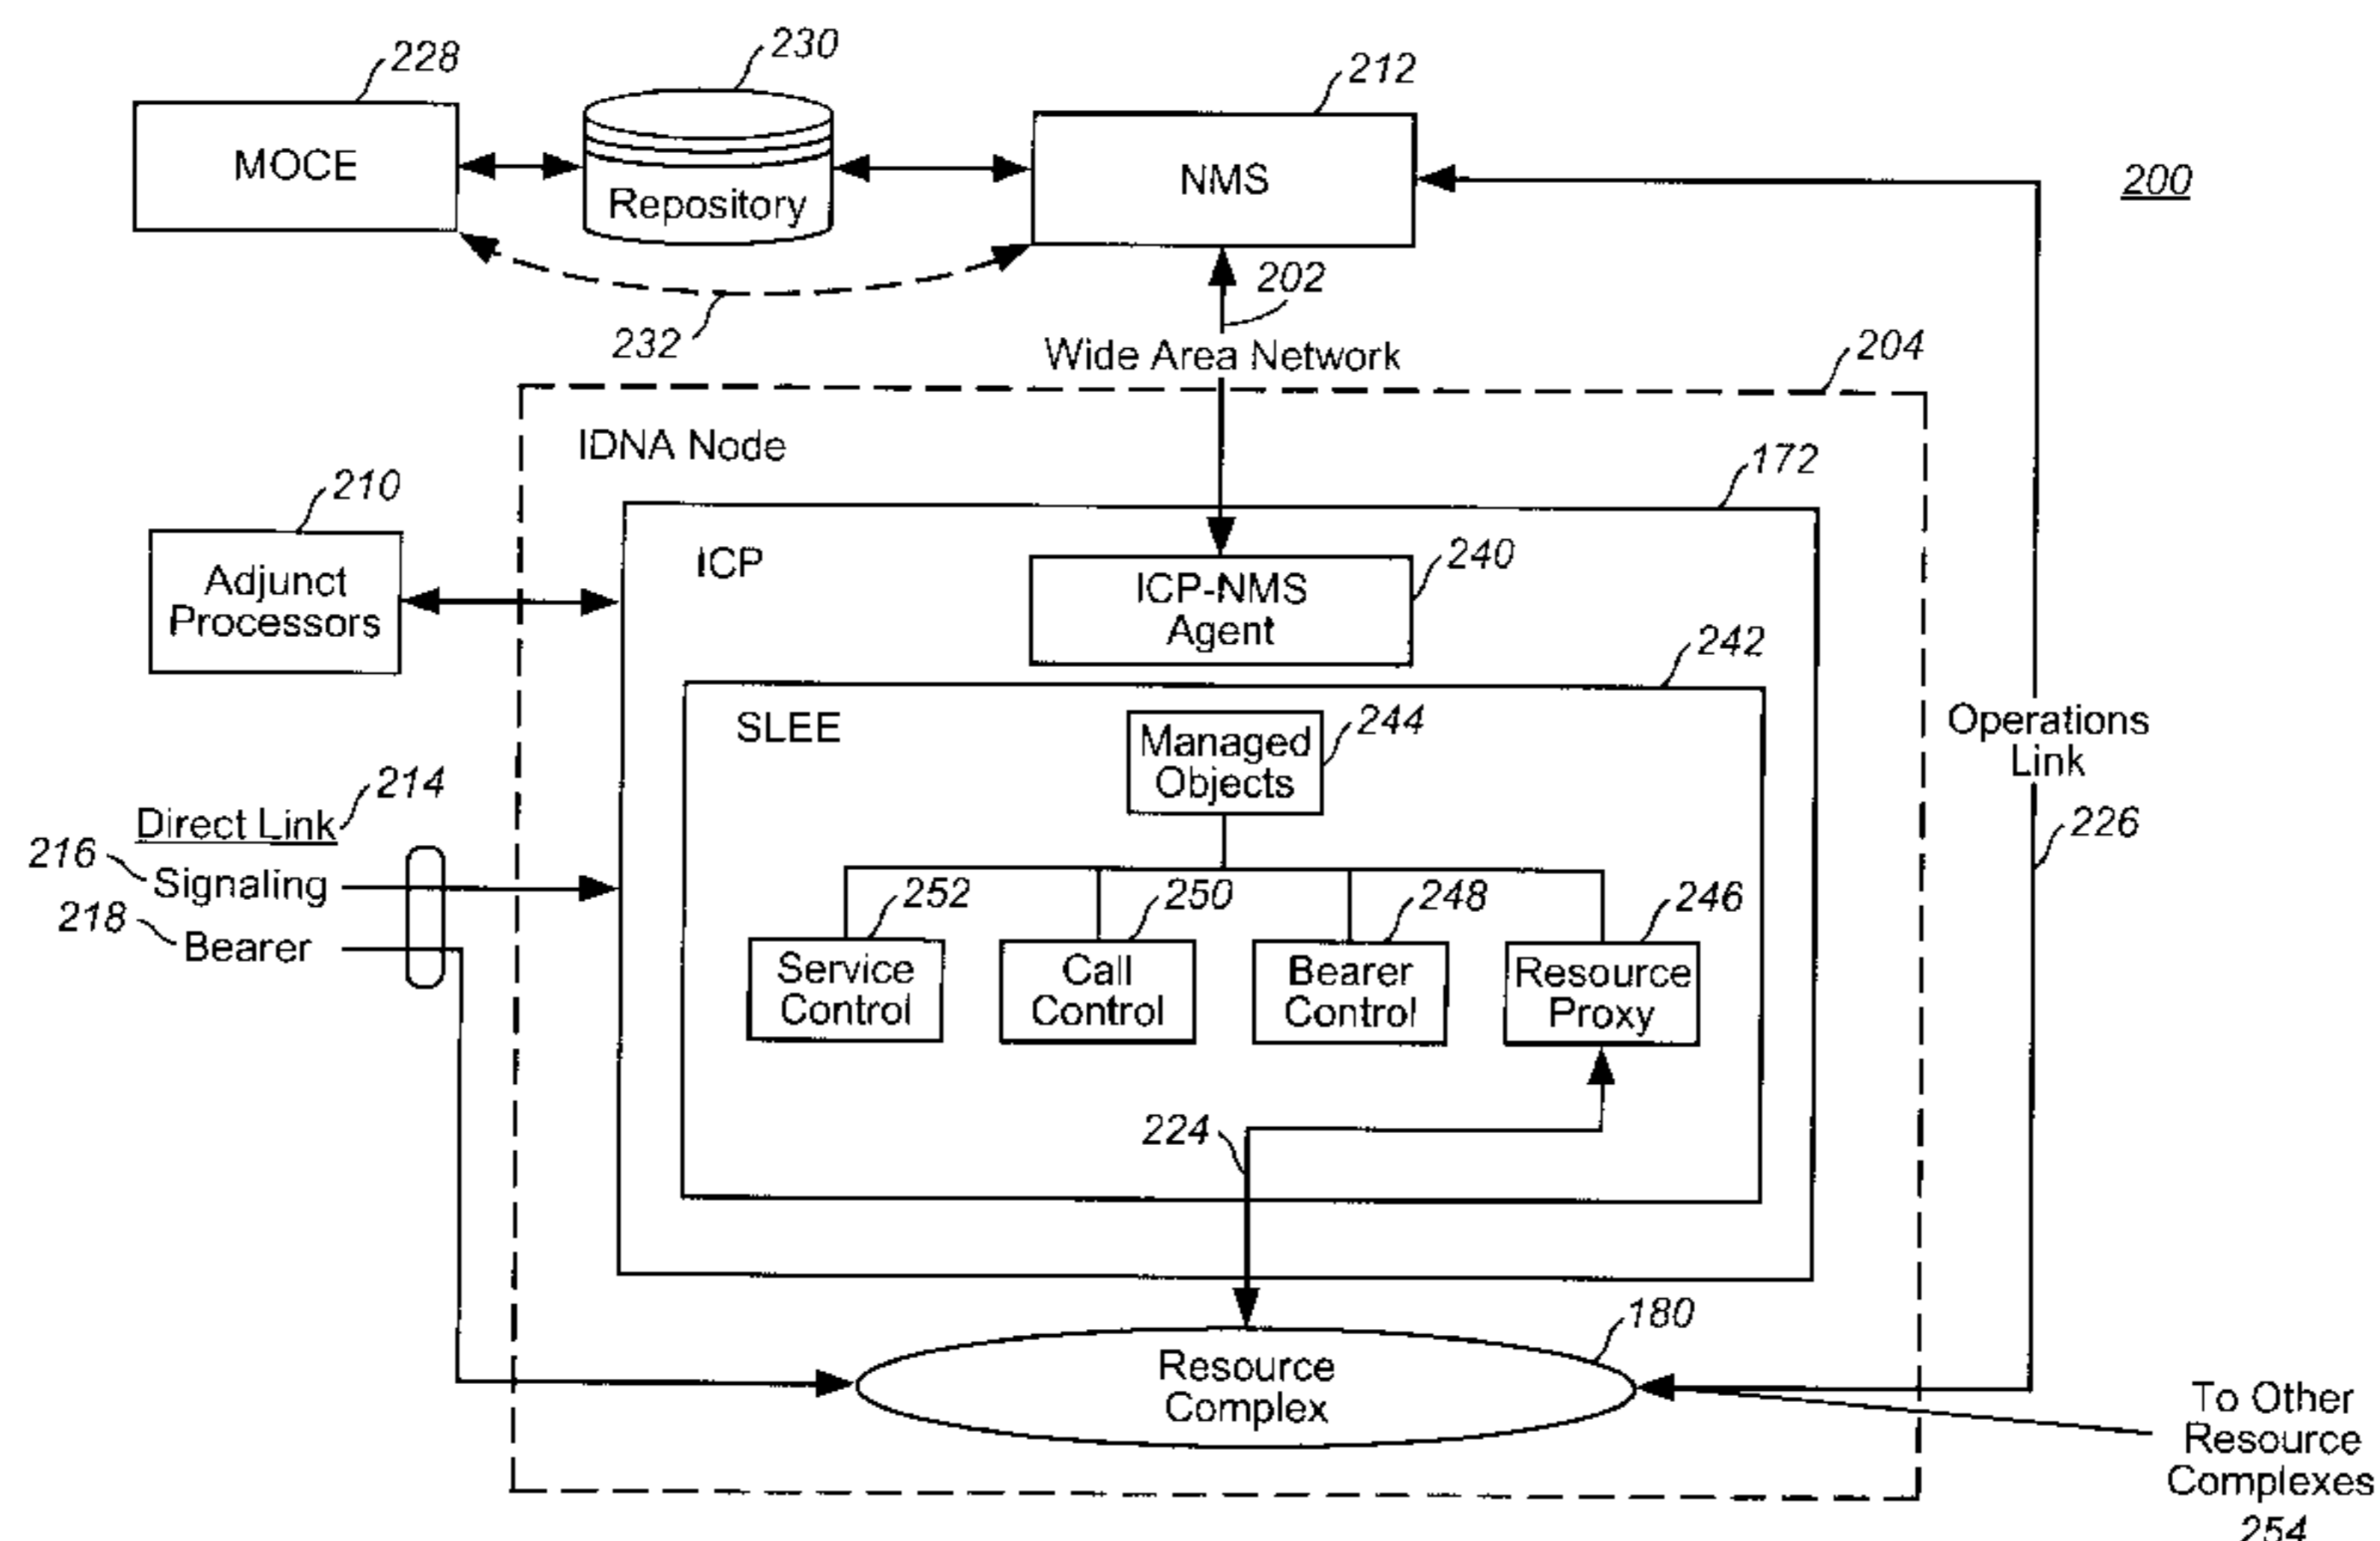 230
228
212
MOCE
Repository
NMS
200
202
232
Wide Area Network
204
IDNA Node
172
210
ICP
240
Adjunct
Processors
ICP-NMS
Agent
242
SLEE
244
Managed
Objects
Operations
Link
214
Direct Link
226
216
Signaling
218
Bearer
252
250
248
246
Service
Control
Call
Control
Bearer
Control
Resource
Proxy
224
180
Resource
Complex
To Other
Resource
Complexes
254